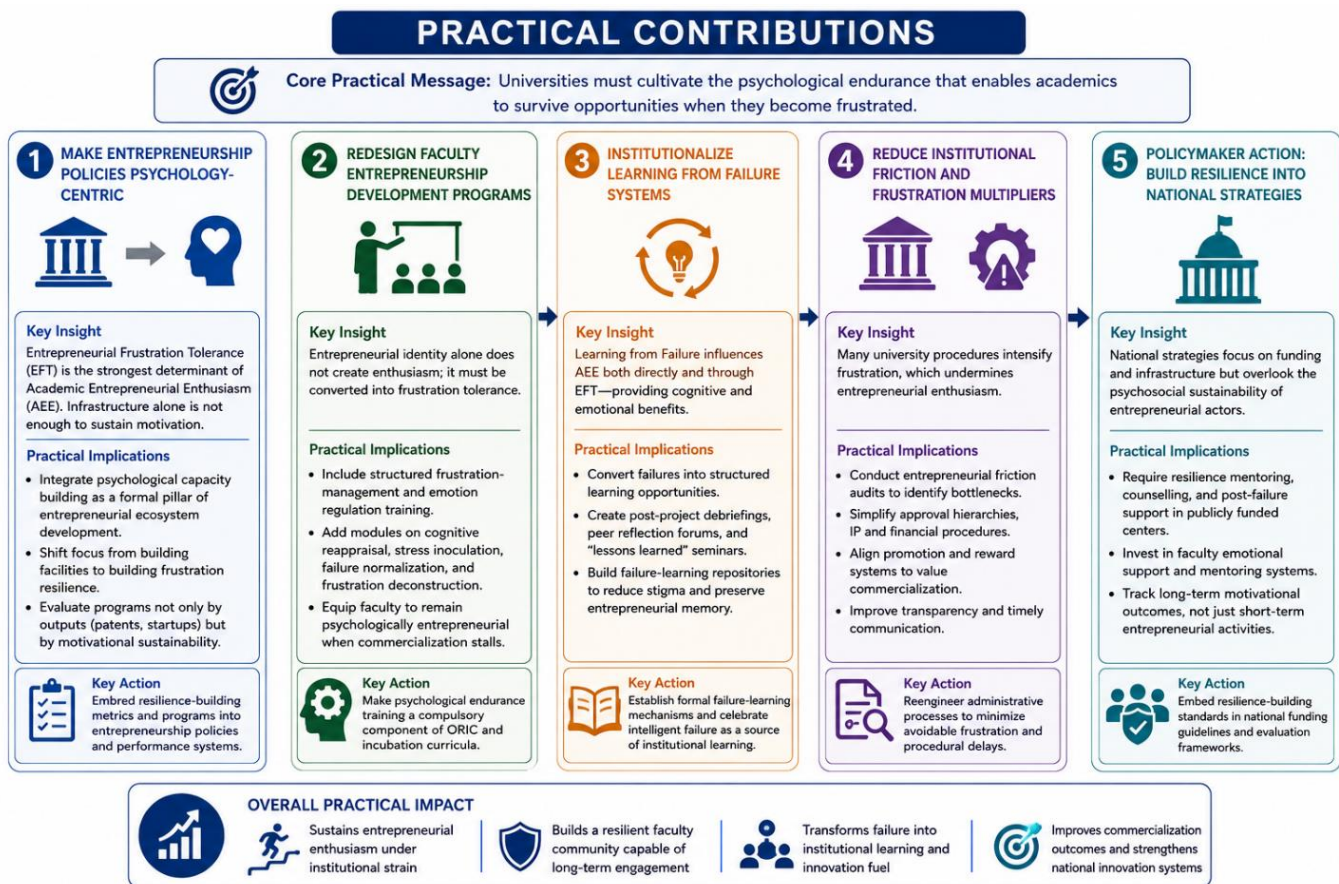 PRACTICAL CONTRIBUTIONS
Core Practical Message: Universities must cultivate the psychological endurance that enables academics
to survive opportunities when they become frustrated.
1
MAKE ENTREPRENEURSHIP
POLICIES PSYCHOLOGY-
CENTRIC
Key Insight
Entrepreneurial Frustration Tolerance
(EFT) is the strongest determinant of
Academic Entrepreneurial Enthusiasm
(AEE). Infrastructure alone is not
enough to sustain motivation.
Practical Implications
• Integrate psychological capacity
building as a formal pillar of
entrepreneurial ecosystem
development.
• Shift focus from building
facilities to building frustration
resilience.
• Evaluate programs not only by
outputs (patents, startups) but
by motivational sustainability.
Key Action
Embred resilience-building
metrics and programs into
entrepreneurship policies
and performance systems.
2
REDESIGN FACULTY
ENTREPRENEURSHIP
DEVELOPMENT PROGRAMS
Key Insight
Entrepreneurial identity alone does
not create enthusiasm; it must be
converted into frustration tolerance.
Practical Implications
• Include structured frustration-
management and emotion
regulation training.
• Add modules on cognitive
reappraisal, stress inoculation,
failure normalization, and
frustration deconstruction.
• Equip faculty to remain
psychologically entrepreneurial
when commercialization stalls.
Key Action
Make psychological endurance
training a compulsory
component of ORIC and
incubation curricula.
3
INSTITUTIONALIZE
LEARNING FROM FAILURE
SYSTEMS
Key Insight
Learning from Failure influences
AEE both directly and through
EFT—providing cognitive and
emotional benefits.
Practical Implications
• Convert failures into structured
learning opportunities.
• Create post-project debriefings,
peer reflection forums, and
“lessons learned” seminars.
• Build failure-learning repositories
to reduce stigma and preserve
entrepreneurial memory.
Key Action
Establish formal failure-learning
mechanisms and celebrate
intelligent failure as a source
of institutional learning.
4
REDUCE INSTITUTIONAL
FRICTION AND
FRUSTRATION MULTIPLIERS
Key Insight
Many university procedures intensify
frustration, which undermines
entrepreneurial enthusiasm.
Practical Implications
• Conduct entrepreneurial friction
audits to identify bottlenecks.
• Simplify approval hierarchies,
IP and financial procedures.
• Align promotion and reward
systems to value
commercialization.
• Improve transparency and timely
communication.
Key Action
Reengineer administrative
processes to minimize
avoidable frustration and
procedural delays.
5
POLICYMAKER ACTION:
BUILD RESILIENCE INTO
NATIONAL STRATEGIES
Key Insight
National strategies focus on funding
and infrastructure but overlook the
psychosocial sustainability of
entrepreneurial actors.
Practical Implications
• Require resilience mentoring,
counselling, and post-failure
support in publicly funded
centers.
• Invest in faculty emotional
support and mentoring systems.
• Track long-term motivational
outcomes, not just short-term
entrepreneurial activities.
Key Action
Embed resilience-building
standards in national funding
guidelines and evaluation
frameworks.
OVERALL PRACTICAL IMPACT
Sustains entrepreneurial
enthusiasm under
institutional strain
Builds a resilient faculty
community capable of
long-term engagement
Transforms failure into
institutional learning and
innovation fuel
Improves commercialization
outcomes and strengthens
national innovation systems